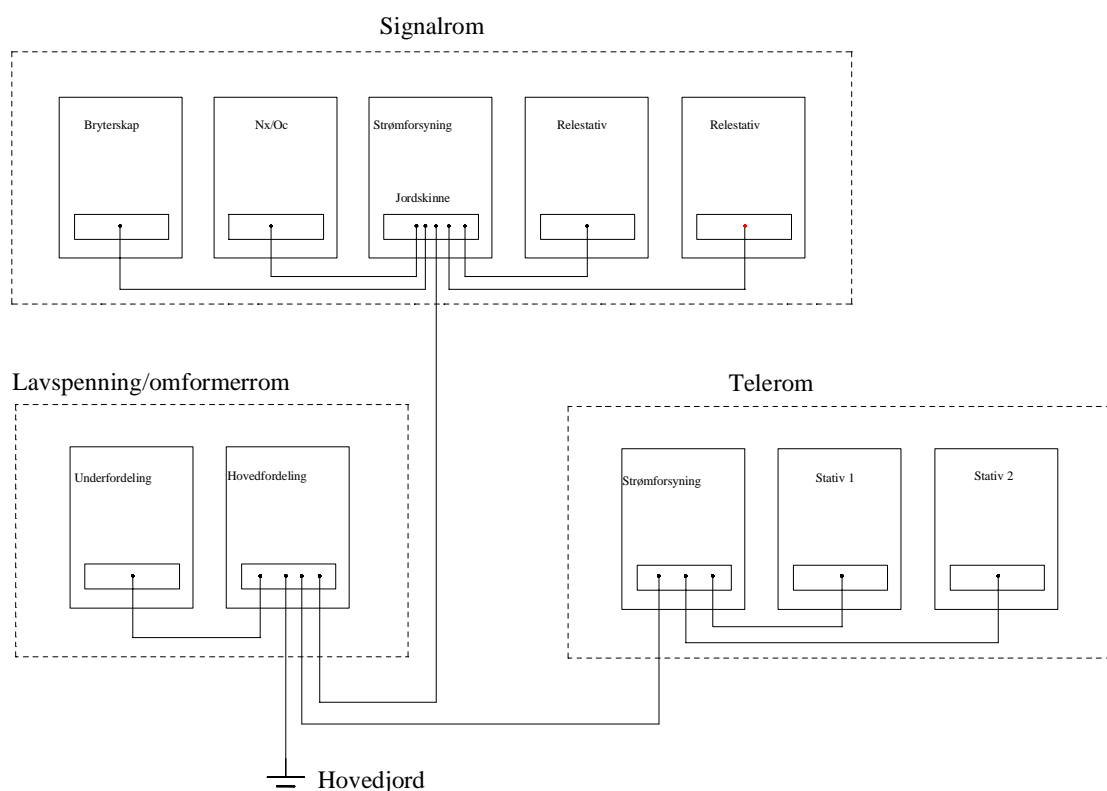 Signalrom
Bryterskap
Nx/Oc
Strømforsyning
Relestativ
Relestativ
Jordskinne
Lavspenning/omformerrom
Telerom
Underfordeling
Hovedfordeling
Strømforsyning
Stativ 1
Stativ 2
Hovedjord